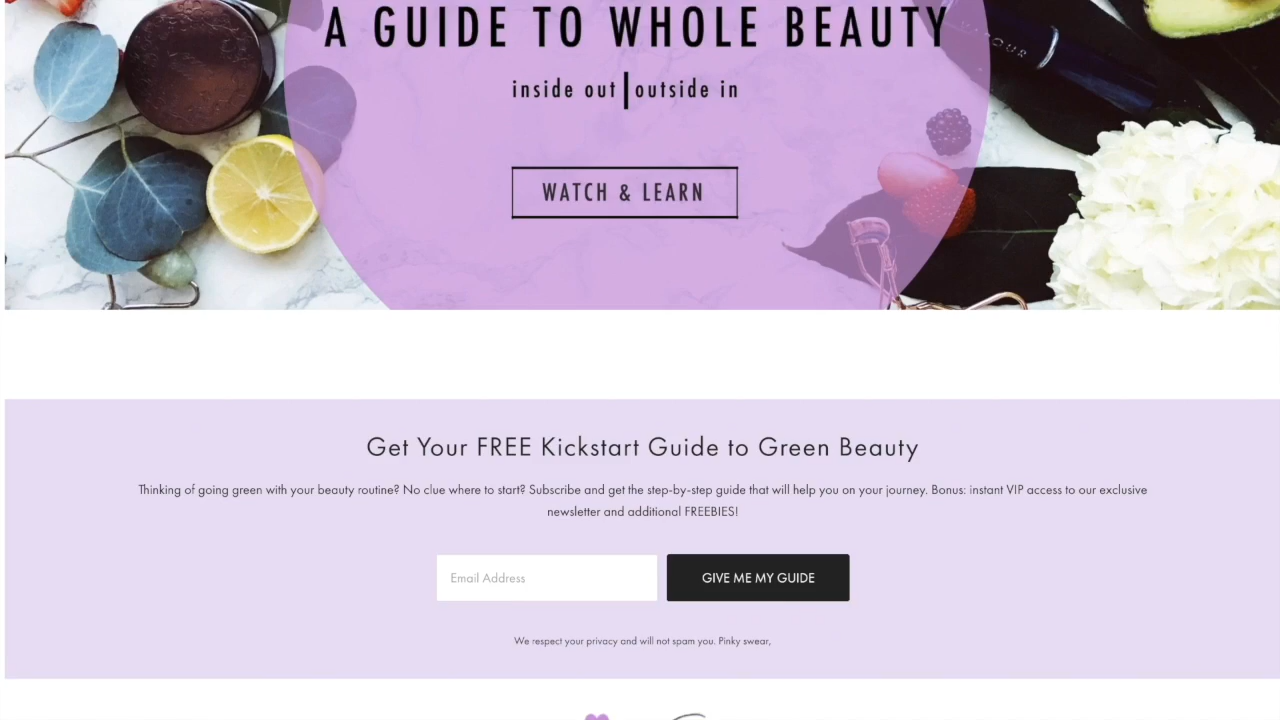 A GUIDE TO WHOLE BEAUTY
inside out|outside in
WATCH & LEARN
Get Your FREE Kickstart Guide to Green Beauty
Thinking of going green with your beauty routine? No clue where to start? Subscribe and get the step-by-step guide that will help you on your journey. Bonus: instant VIP access to our exclusive
newsletter and additional FREEBIES!
Email Address
GIVE ME MY GUIDE
We respect your privacy and will not spam you. Pinky swear,